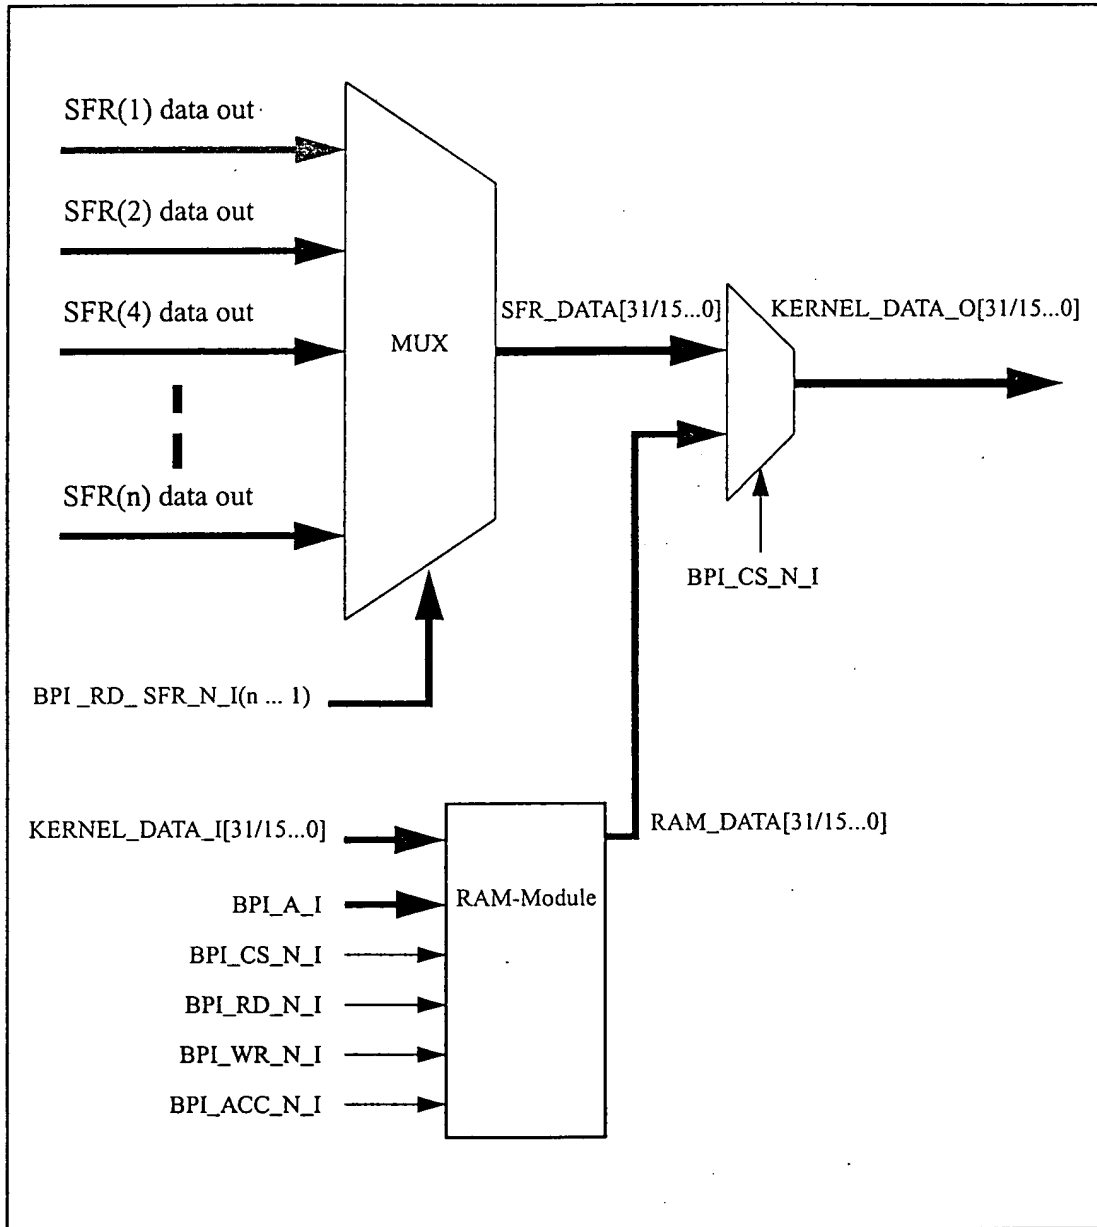 SFR(1) data out
SFR(2) data out
SFR(4) data out
SFR(n) data out
MUX
SFR_DATA[31/15...0]
KERNEL_DATA_O[31/15...0]
BPI_CS_N_I
BPI _RD_ SFR_N_I(n ... 1)
KERNEL_DATA_I[31/15...0]
BPI_A_I
BPI_CS_N_I
BPI_RD_N_I
BPI_WR_N_I
BPI_ACC_N_I
RAM-Module
RAM_DATA[31/15...0]